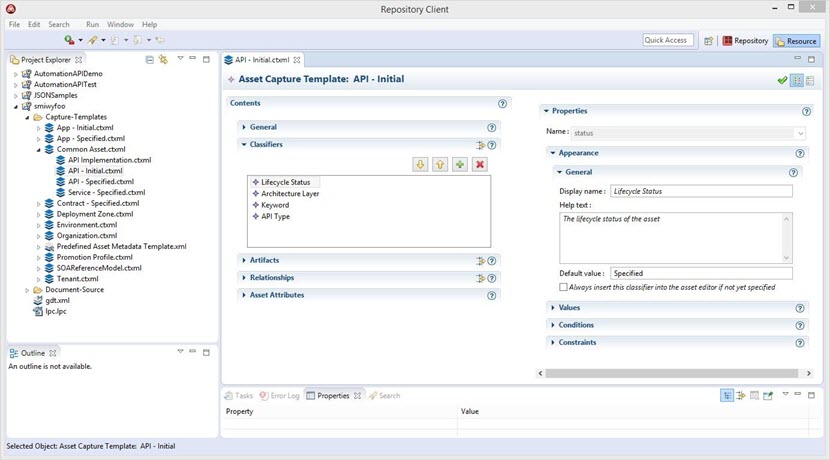 Repository Client
File Edit Search Run Window Help
Quick Access
Repository
Resource
Project Explorer
AutomationAPIDemo
AutomationAPITest
JSONSamples
smiwyfoo
Capture-Templates
App - Initial.ctxml
App - Specified.ctxml
Common Asset.ctxml
API Implementation.ctxml
API - Initial.ctxml
API - Specified.ctxml
Service - Specified.ctxml
Contract - Specified.ctxml
Deployment Zone.ctxml
Environment.ctxml
Organization.ctxml
Predefined Asset Metadata Template.xml
Promotion Profile.ctxml
SOAReferenceModel.ctxml
Tenant.ctxml
Document-Source
gdt.xml
lpc.lpc
Outline
An outline is not available.
API - Initial.ctxml
Asset Capture Template: API - Initial
Contents
General
Classifiers
Lifecycle Status
Architecture Layer
Keyword
API Type
Artifacts
Relationships
Asset Attributes
Properties
Name : status
Appearance
General
Display name : Lifecycle Status
Help text :
The lifecycle status of the asset
Default value : Specified
Always insert this classifier into the asset editor if not yet specified
Values
Conditions
Constraints
Tasks Error Log Properties Search
Property Value
Selected Object: Asset Capture Template: API - Initial